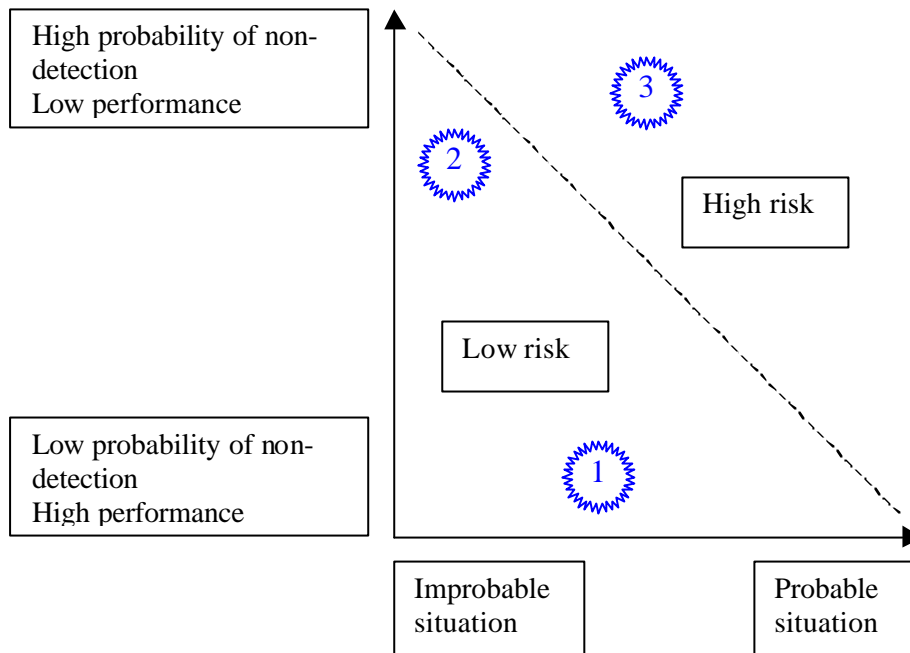 High probability of non-
detection
Low performance
3
2
High risk
Low risk
Low probability of non-
detection
High performance
1
Improbable
situation
Probable
situation